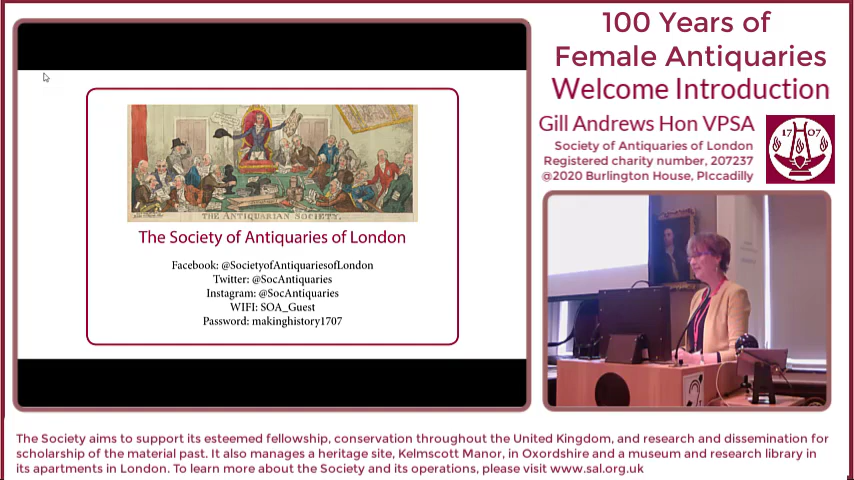 100 Years of
Female Antiquaries
Welcome Introduction
Gill Andrews Hon VPSA
Society of Antiquaries of London
Registered charity number, 207237
@2020 Burlington House, PIccadilly
17 07
THE ANTIQUARIAN SOCIETY.
The Society of Antiquaries of London
Facebook: @SocietyofAntiquariesofLondon
Twitter: @SocAntiquaries
Instagram: @SocAntiquaries
WIFI: SOA_Guest
Password: makinghistory1707
The Society aims to support its esteemed fellowship, conservation throughout the United Kingdom, and research and dissemination for
scholarship of the material past. It also manages a heritage site, Kelmscott Manor, in Oxordshire and a museum and research library in
its apartments in London. To learn more about the Society and its operations, please visit www.sal.org.uk